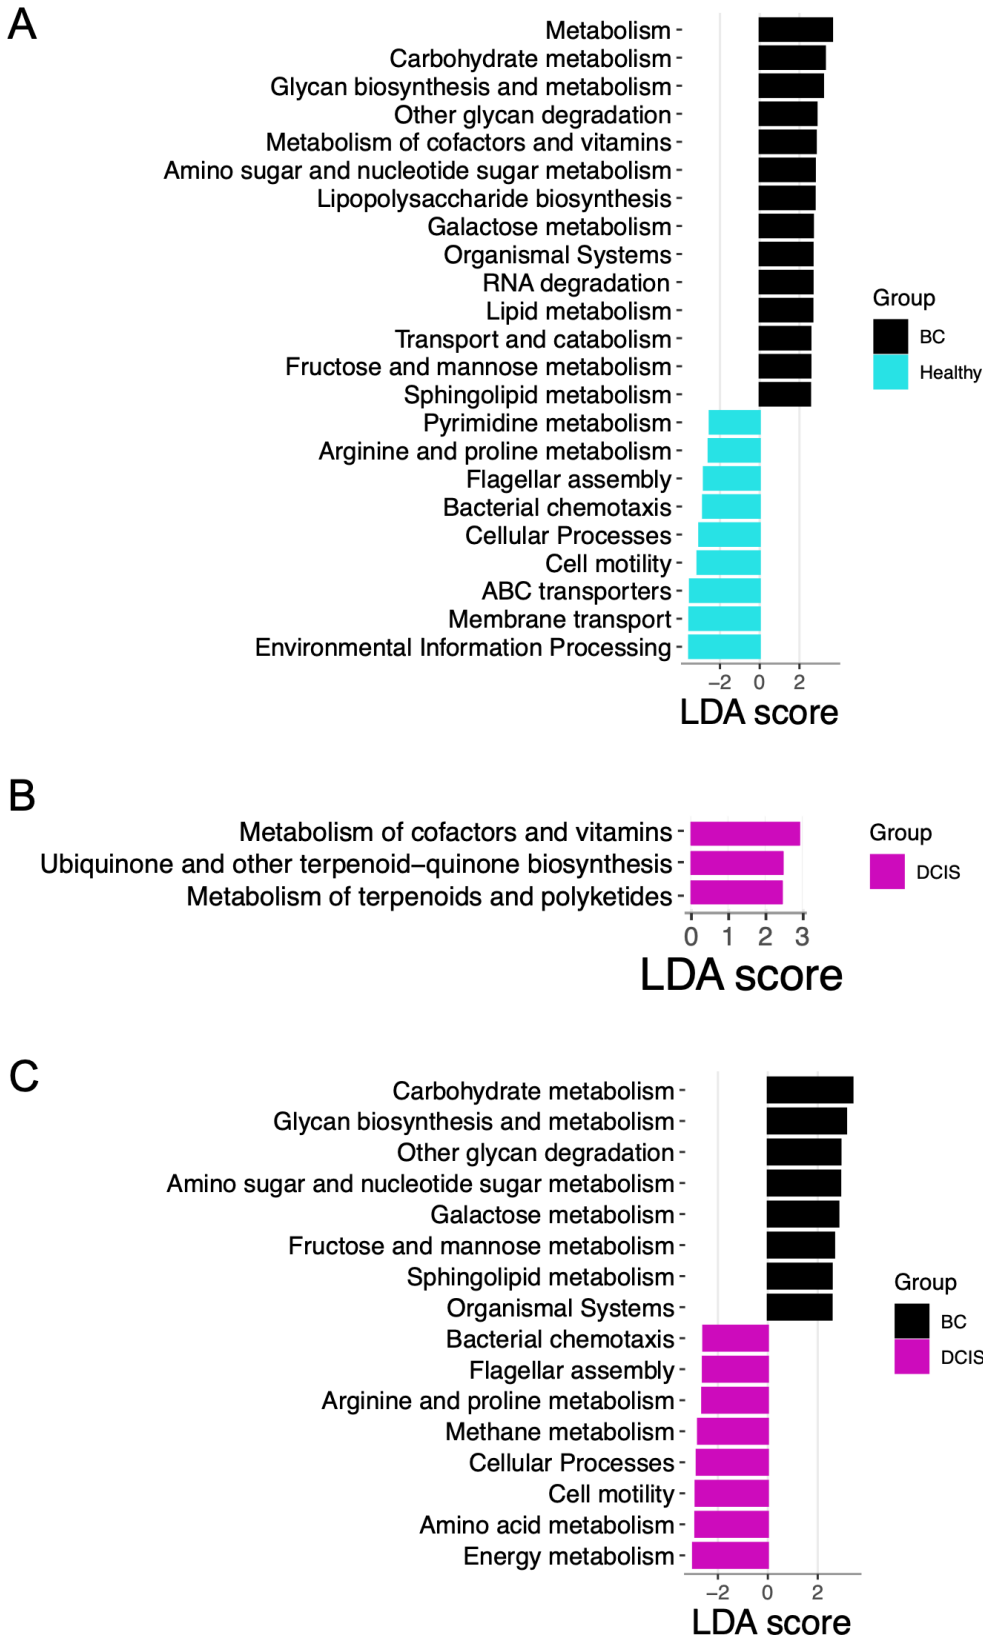 A
Metabolism
Carbohydrate metabolism
Glycan biosynthesis and metabolism
Other glycan degradation
Metabolism of cofactors and vitamins
Amino sugar and nucleotide sugar metabolism
Lipopolysaccharide biosynthesis
Galactose metabolism
Organismal Systems
RNA degradation
Lipid metabolism
Transport and catabolism
Fructose and mannose metabolism
Sphingolipid metabolism
Pyrimidine metabolism
Arginine and proline metabolism
Flagellar assembly
Bacterial chemotaxis
Cellular Processes
Cell motility
ABC transporters
Membrane transport
Environmental Information Processing
−2 0 2
LDA score
Group
BC
Healthy
B
Metabolism of cofactors and vitamins
Ubiquinone and other terpenoid−quinone biosynthesis
Metabolism of terpenoids and polyketides
0 1 2 3
LDA score
Group
DCIS
C
Carbohydrate metabolism
Glycan biosynthesis and metabolism
Other glycan degradation
Amino sugar and nucleotide sugar metabolism
Galactose metabolism
Fructose and mannose metabolism
Sphingolipid metabolism
Organismal Systems
Bacterial chemotaxis
Flagellar assembly
Arginine and proline metabolism
Methane metabolism
Cellular Processes
Cell motility
Amino acid metabolism
Energy metabolism
−2 0 2
LDA score
Group
BC
DCIS